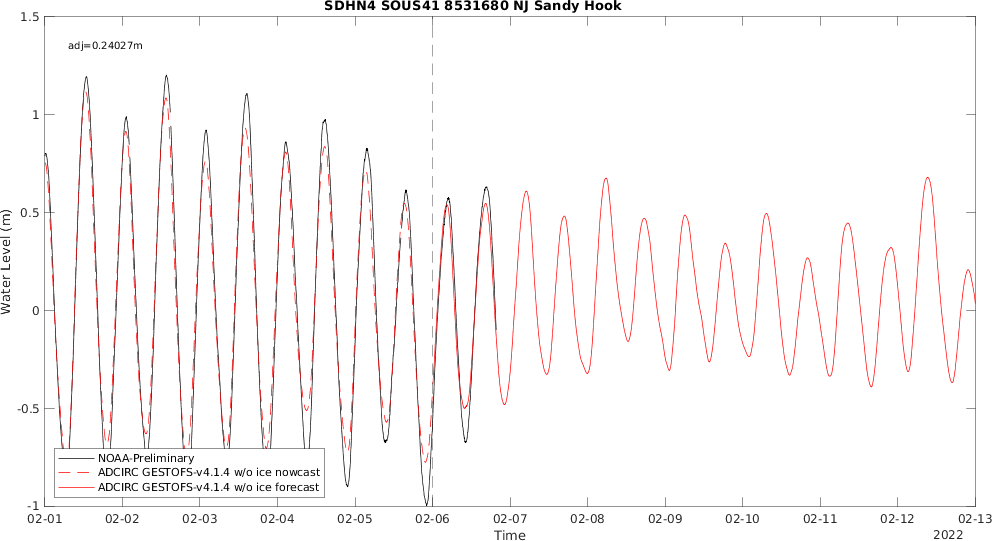 SDHN4 SOUS41 8531680 NJ Sandy Hook
adj=0.24027m
1.5
1
0.5
0
-0.5
-1
Water Level (m)
NOAA-Preliminary
ADCIRC GESTOFS-v4.1.4 w/o ice nowcast
ADCIRC GESTOFS-v4.1.4 w/o ice forecast
02-01 02-02 02-03 02-04 02-05 02-06 02-07 02-08 02-09 02-10 02-11 02-12 02-13
Time
2022